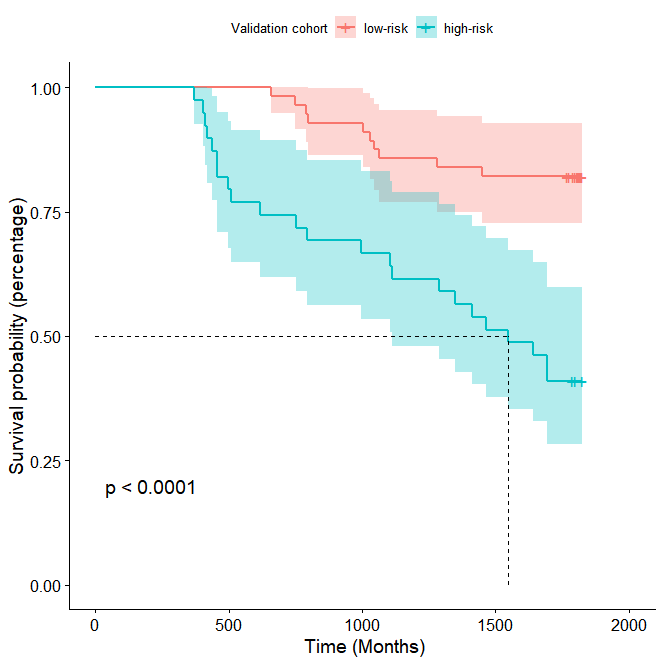 Validation cohort low-risk high-risk
Survival probability (percentage)
1.00
0.75
0.50
0.25
0.00
p < 0.0001
0 500 1000 1500 2000
Time (Months)